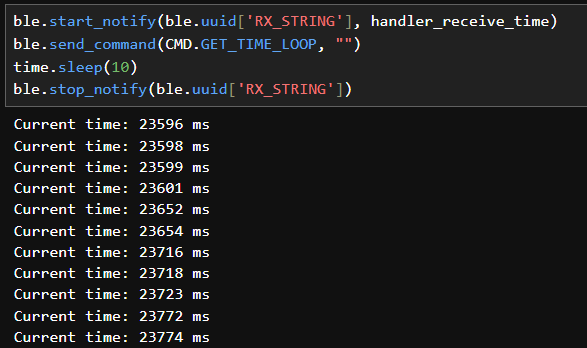 ble.start_notify(ble.uuid['RX_STRING'], handler_receive_time)
ble.send_command(CMD.GET_TIME_LOOP, "")
time.sleep(10)
ble.stop_notify(ble.uuid['RX_STRING'])
Current time: 23596 ms
Current time: 23598 ms
Current time: 23599 ms
Current time: 23601 ms
Current time: 23652 ms
Current time: 23654 ms
Current time: 23716 ms
Current time: 23718 ms
Current time: 23723 ms
Current time: 23772 ms
Current time: 23774 ms